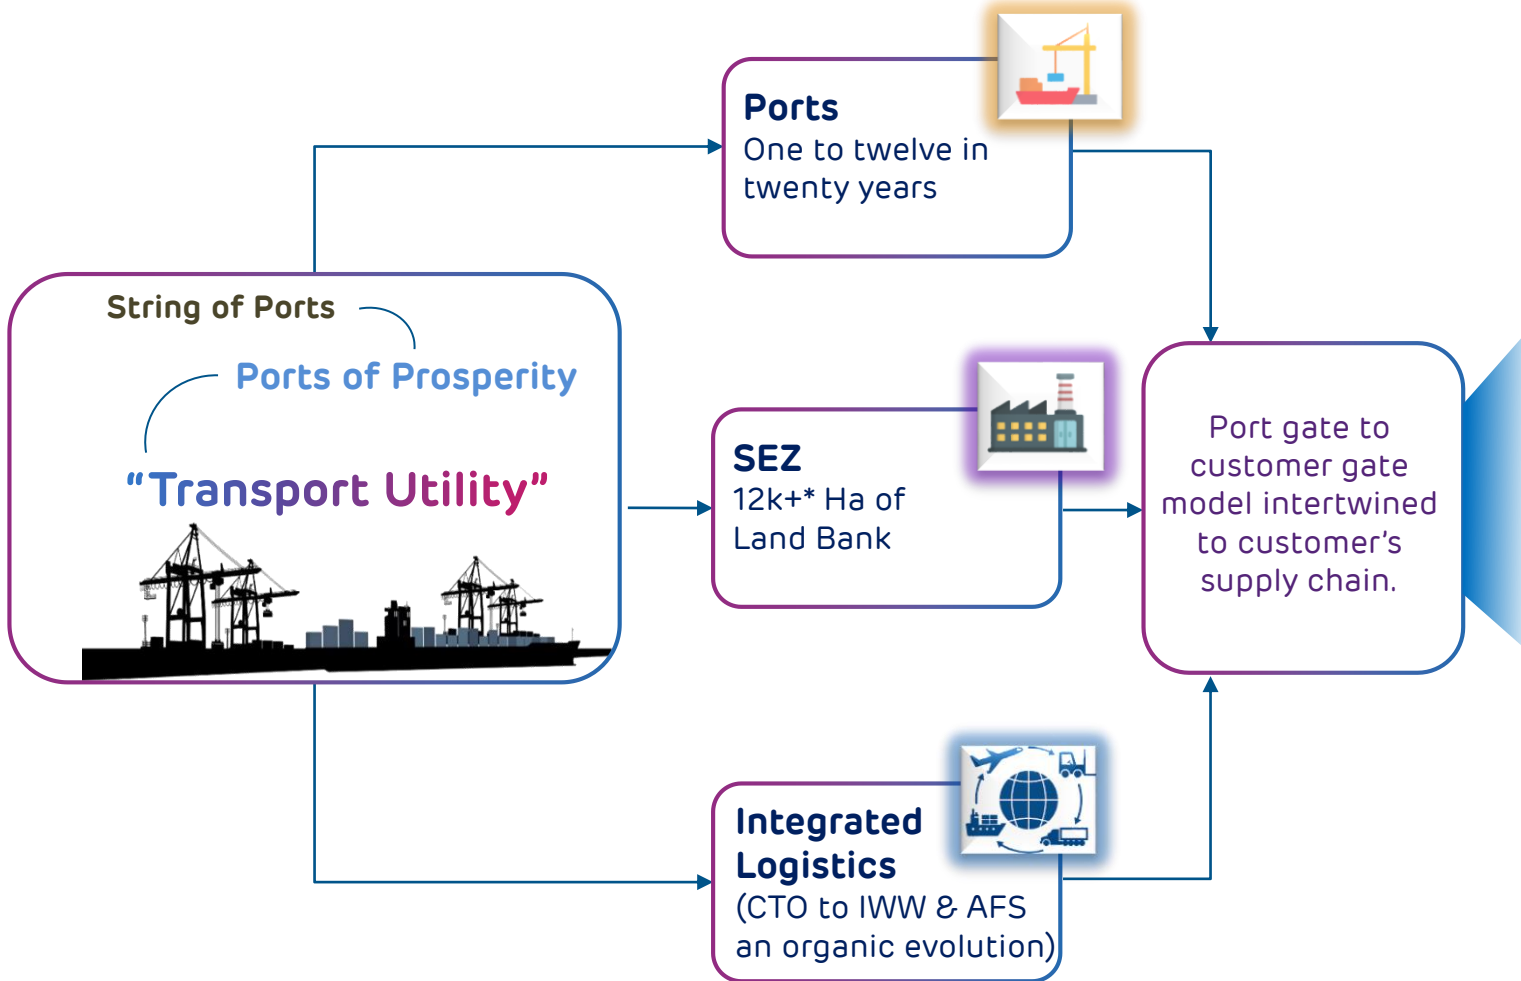 Ports
One to twelve in
twenty years
String of Ports
Ports of Prosperity
“Transport Utility”
SEZ
12k+* Ha of
Land Bank
Port gate to
customer gate
model intertwined
to customer’s
supply chain.
Integrated
Logistics
(CTO to IWW & AFS
an organic evolution)